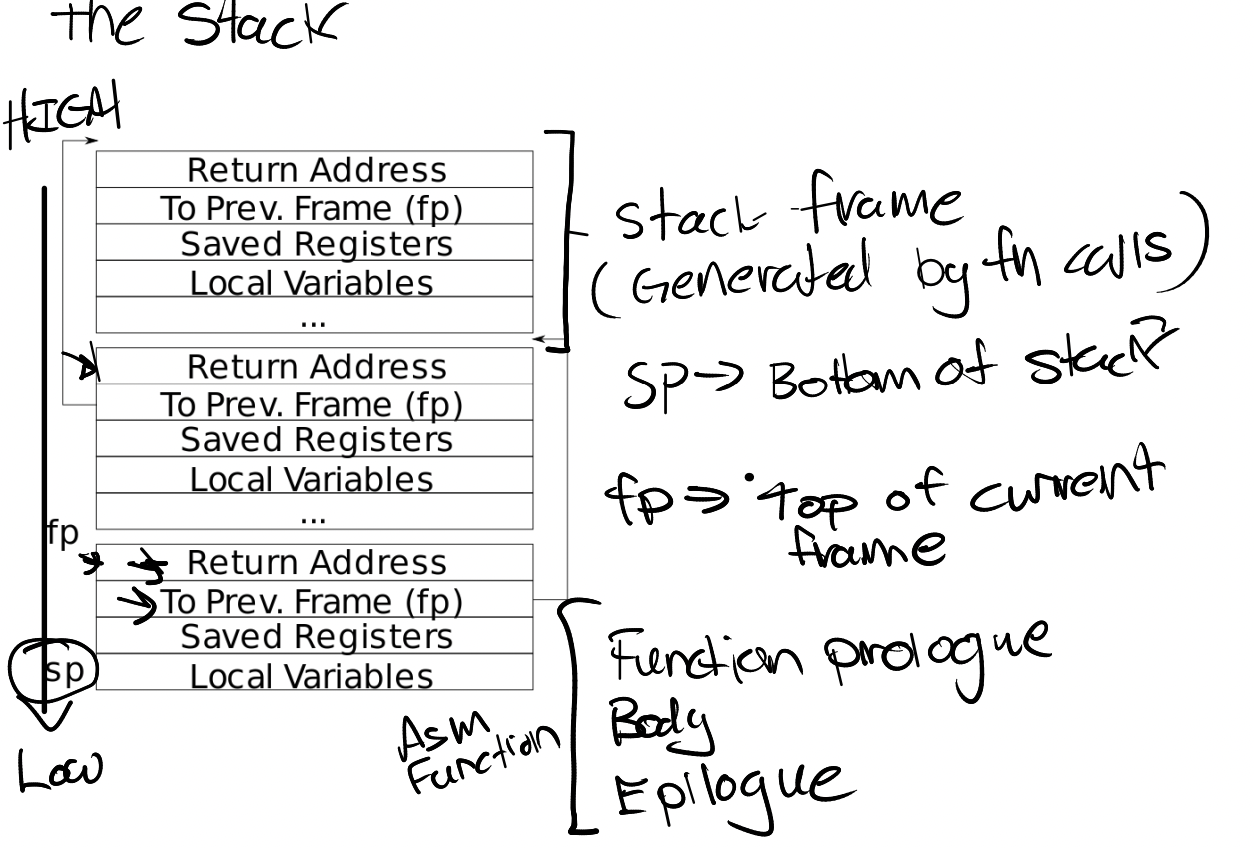 the Stack
HIGH
Return Address
To Prev. Frame (fp)
Saved Registers
Local Variables
...
Stack frame
(Generated by fn calls)
Return Address
To Prev. Frame (fp)
Saved Registers
Local Variables
...
SP → Bottom of stack
fp ⇒ Top of current
frame
fp
Return Address
To Prev. Frame (fp)
Saved Registers
Local Variables
sp
Low
Asm
Function
Function prologue
Body
Epilogue